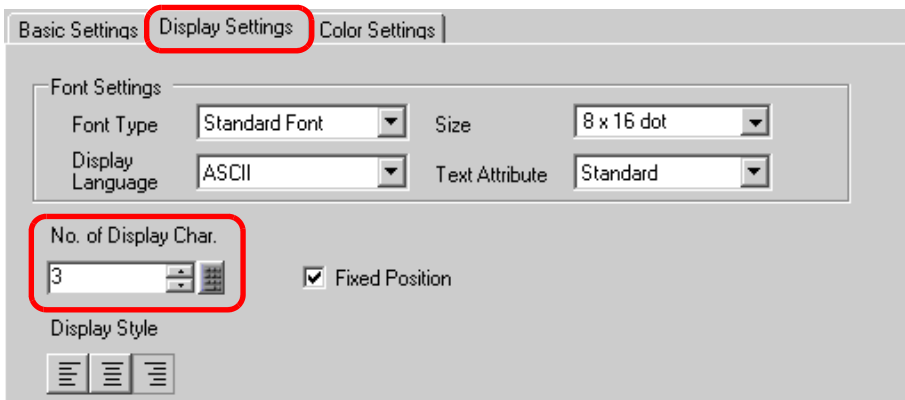 Basic Settings Display Settings Color Settings
Font Settings
Font Type Standard Font Size 8 x 16 dot
Display
Language ASCII Text Attribute Standard
No. of Display Char.
3 Fixed Position
Display Style